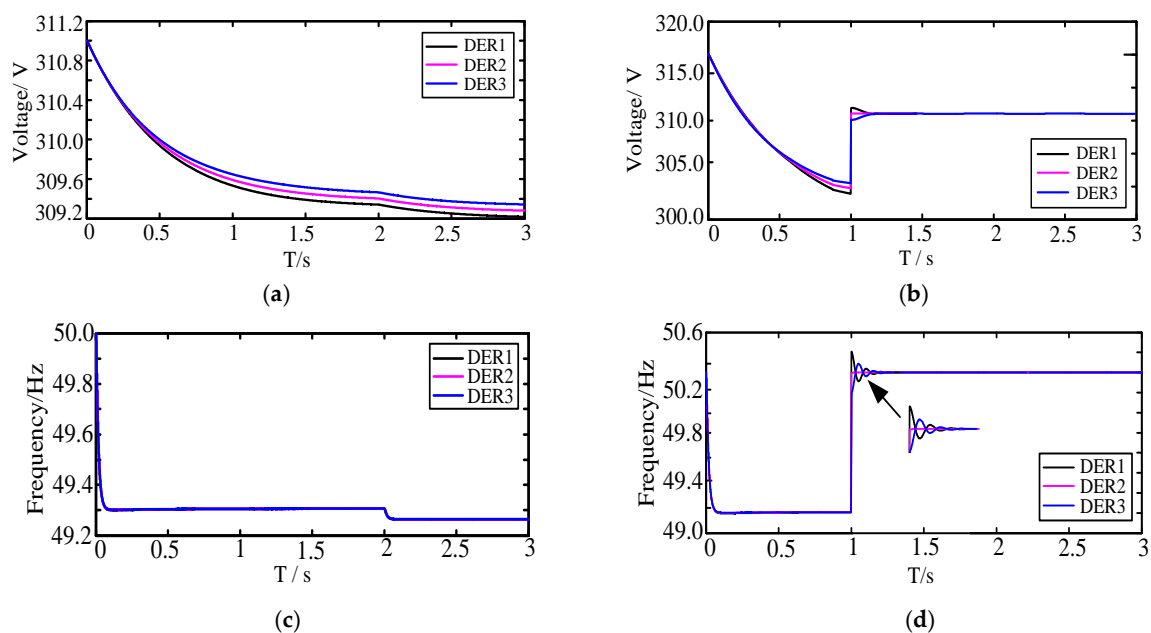 311.2
311.0
310.8
310.4
310.0
309.6
309.2
Voltage/ V
DER1
DER2
DER3
0 0.5 1 1.5 2 2.5 3
T/s
(a)
320.0
315.0
310.0
305.0
300.0
Voltage/ V
DER1
DER2
DER3
0 0.5 1 1.5 2 2.5 3
T / s
(b)
50.0
49.8
49.6
49.4
49.2
Frequency/Hz
DER1
DER2
DER3
0 0.5 1 1.5 2 2.5 3
T / s
(c)
50.6
50.2
49.8
49.4
49.0
Frequency/Hz
DER1
DER2
DER3
0 0.5 1 1.5 2 2.5 3
T/s
(d)